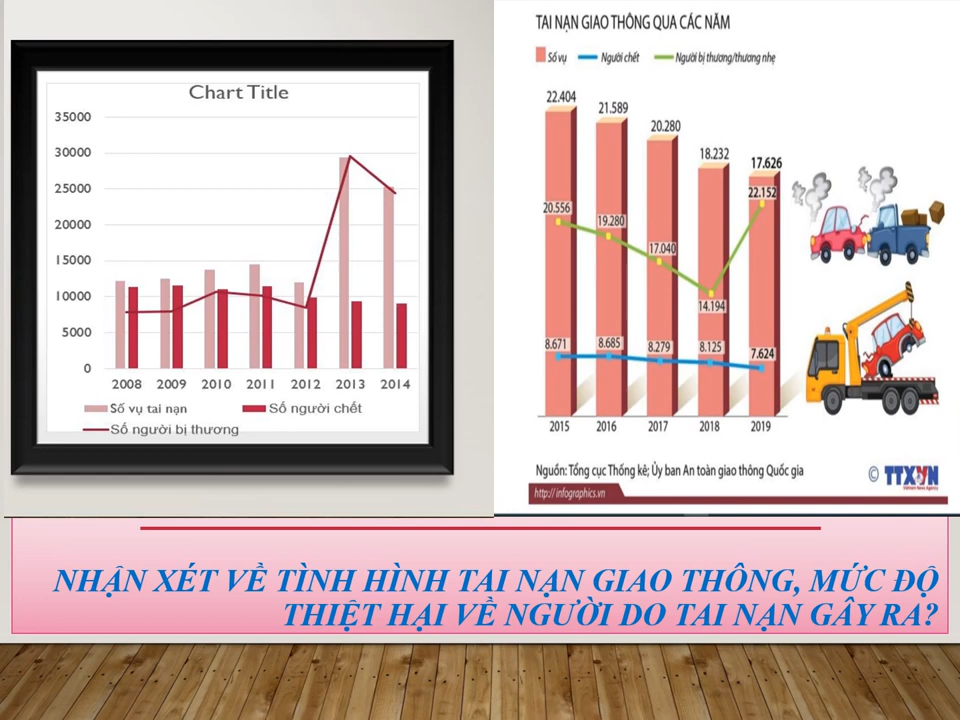 Chart Title
35000
30000
25000
20000
15000
10000
5000
0
2008 2009 2010 2011 2012 2013 2014
Số vụ tai nạn Số người chết
Số người bị thương
TAI NẠN GIAO THÔNG QUA CÁC NĂM
Số vụ Người chết Người bị thương/thương nhẹ
22.404
21.589
20.280
18.232
17.626
22.152
20.556
19.280
17.040
14.194
8.671 8.685 8.279 8.125 7.624
2015 2016 2017 2018 2019
Nguồn: Tổng cục Thống kê; Ủy ban An toàn giao thông Quốc gia
© TTXVN
Vietnam News Agency
http://infographics.vn
NHẬN XÉT VỀ TÌNH HÌNH TAI NẠN GIAO THÔNG, MỨC ĐỘ
THIỆT HẠI VỀ NGƯỜI DO TAI NẠN GÂY RA?